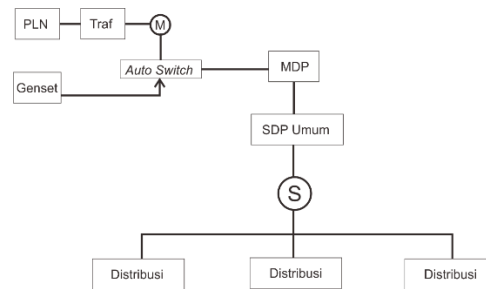 PLN
Traf
M
Auto Switch
MDP
Genset
SDP Umum
S
Distribusi
Distribusi
Distribusi